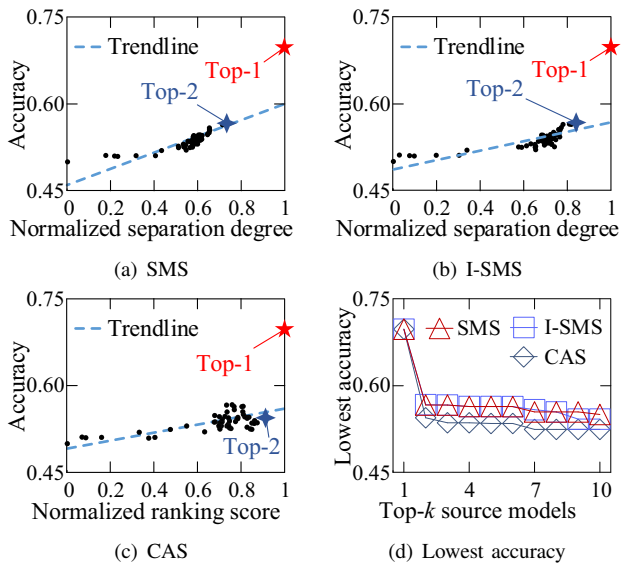 0.75
0.60
0.45
Accuracy
Trendline
Top-1
Top-2
0 0.2 0.4 0.6 0.8 1
Normalized separation degree
(a) SMS
0.75
0.60
0.45
Accuracy
Trendline
Top-1
Top-2
0 0.2 0.4 0.6 0.8 1
Normalized separation degree
(b) I-SMS
0.75
0.60
0.45
Accuracy
Trendline
Top-1
Top-2
0 0.2 0.4 0.6 0.8 1
Normalized ranking score
(c) CAS
0.75
0.60
0.45
Lowest accuracy
SMS I-SMS
CAS
1 4 7 10
Top-k source models
(d) Lowest accuracy